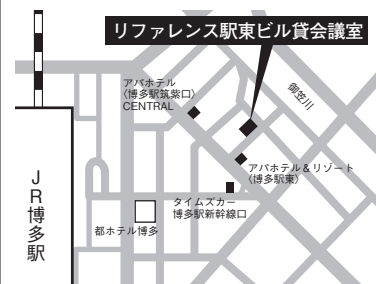 リファレンス駅東ビル貸会議室
アパホテル
〈博多駅筑紫口〉
CENTRAL
御笠川
アパホテル＆リゾート
〈博多駅東〉
JR博多駅
タイムズカー
博多駅新幹線口
都ホテル博多